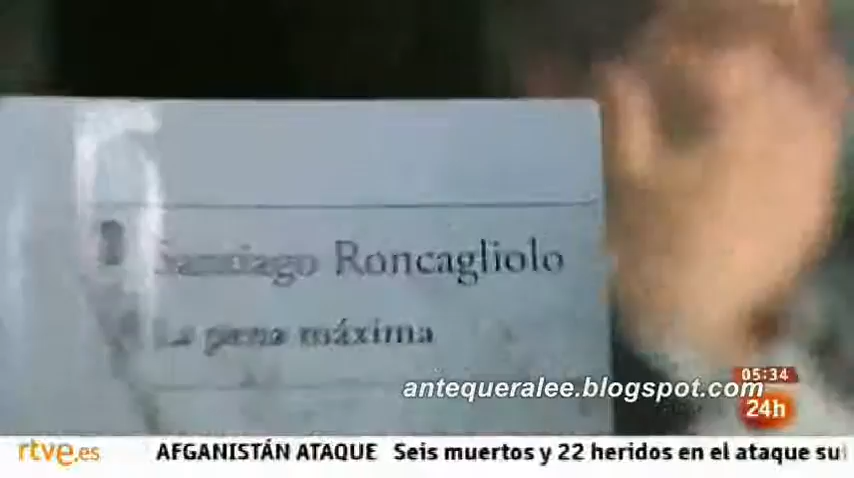 Santiago Roncagliolo
La pena máxima
antequeralee.blogspot.com
05:34
24h
rtve.es
AFGANISTÁN ATAQUE Seis muertos y 22 heridos en el ataque sui